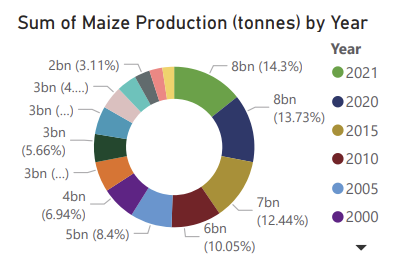 Sum of Maize Production (tonnes) by Year
Year
2021
2020
2015
2010
2005
2000
8bn (14.3%)
8bn
(13.73%)
7bn
(12.44%)
6bn
(10.05%)
5bn (8.4%)
4bn
(6.94%)
3bn (...)
3bn
(5.66%)
3bn (...)
3bn (4....)
2bn (3.11%)